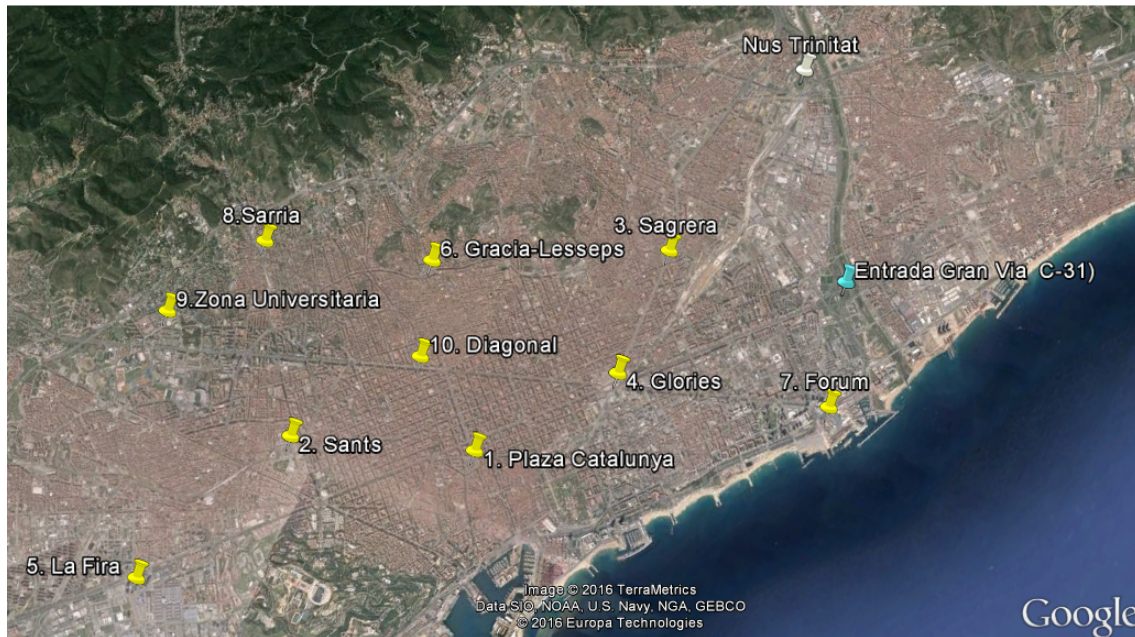 Nus Trinitat
8.Sarria
3. Sagrera
6. Gracia-Lesseps
Entrada Gran Via C-31)
9.Zona Universitaria
10. Diagonal
4. Glories
7. Forum
2. Sants
1. Plaza Catalunya
5. La Fira
Image © 2016 TerraMetrics
Data SIO, NOAA, U.S. Navy, NGA, GEBCO
© 2016 Europa Technologies
Google